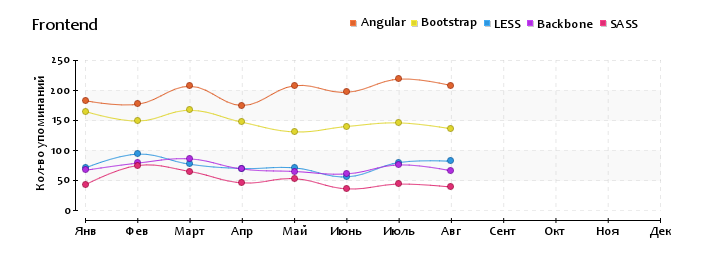 Frontend
Angular Bootstrap LESS Backbone SASS
Кол-во упоминаний
250
200
150
100
50
0
Янв Фев Март Апр Май Июнь Июль Авг Сент Окт Ноя Дек